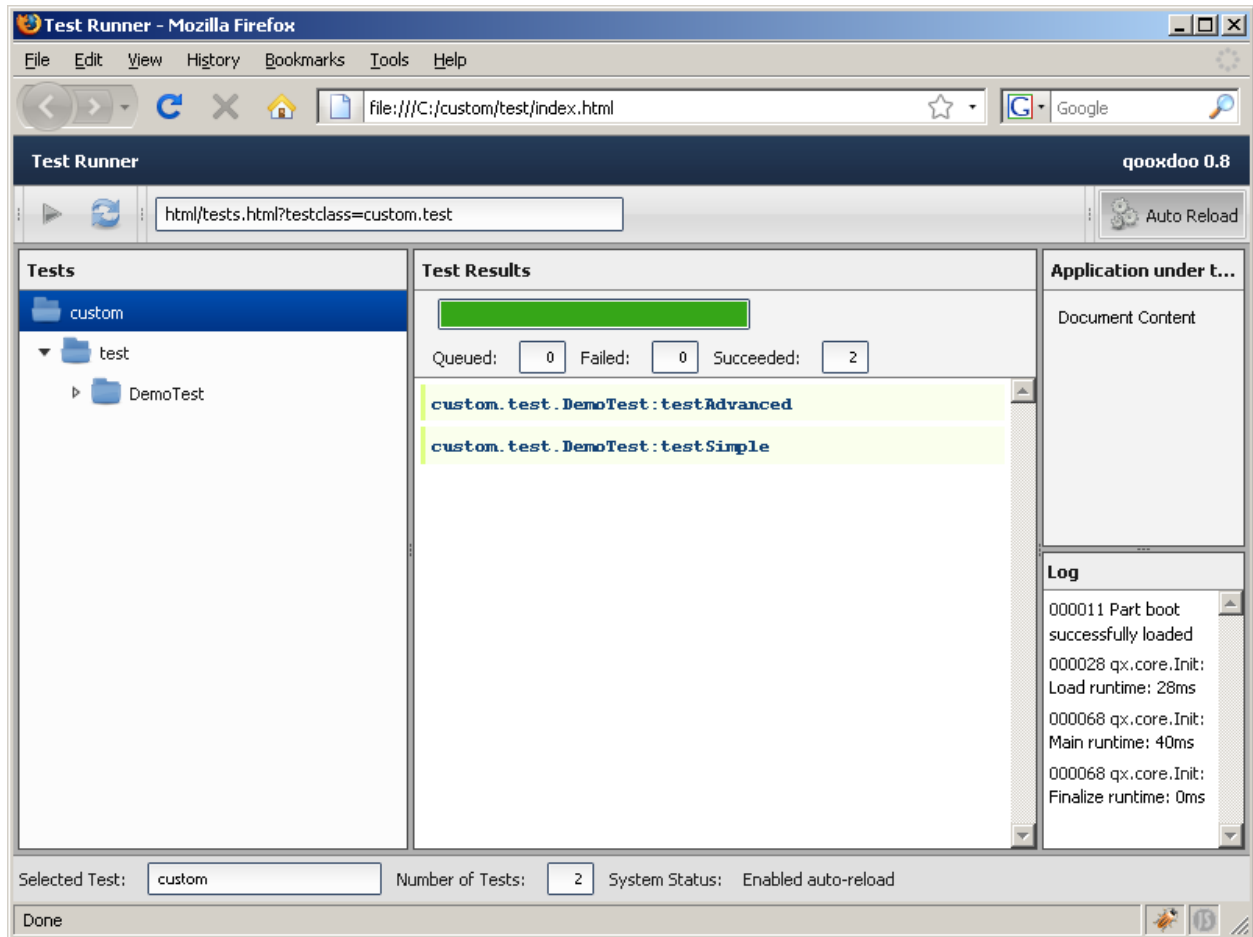 Test Runner - Mozilla Firefox
File Edit View History Bookmarks Tools Help
file:///C:/custom/test/index.html
G Google
Test Runner
qooxdoo 0.8
html/tests.html?testclass=custom.test
Auto Reload
Tests
custom
test
DemoTest
Test Results
Queued: 0 Failed: 0 Succeeded: 2
custom.test.DemoTest:testAdvanced
custom.test.DemoTest:testSimple
Application under t...
Document Content
Log
000011 Part boot
successfully loaded
000028 qx.core.Init:
Load runtime: 28ms
000068 qx.core.Init:
Main runtime: 40ms
000068 qx.core.Init:
Finalize runtime: 0ms
Selected Test: custom Number of Tests: 2 System Status: Enabled auto-reload
Done